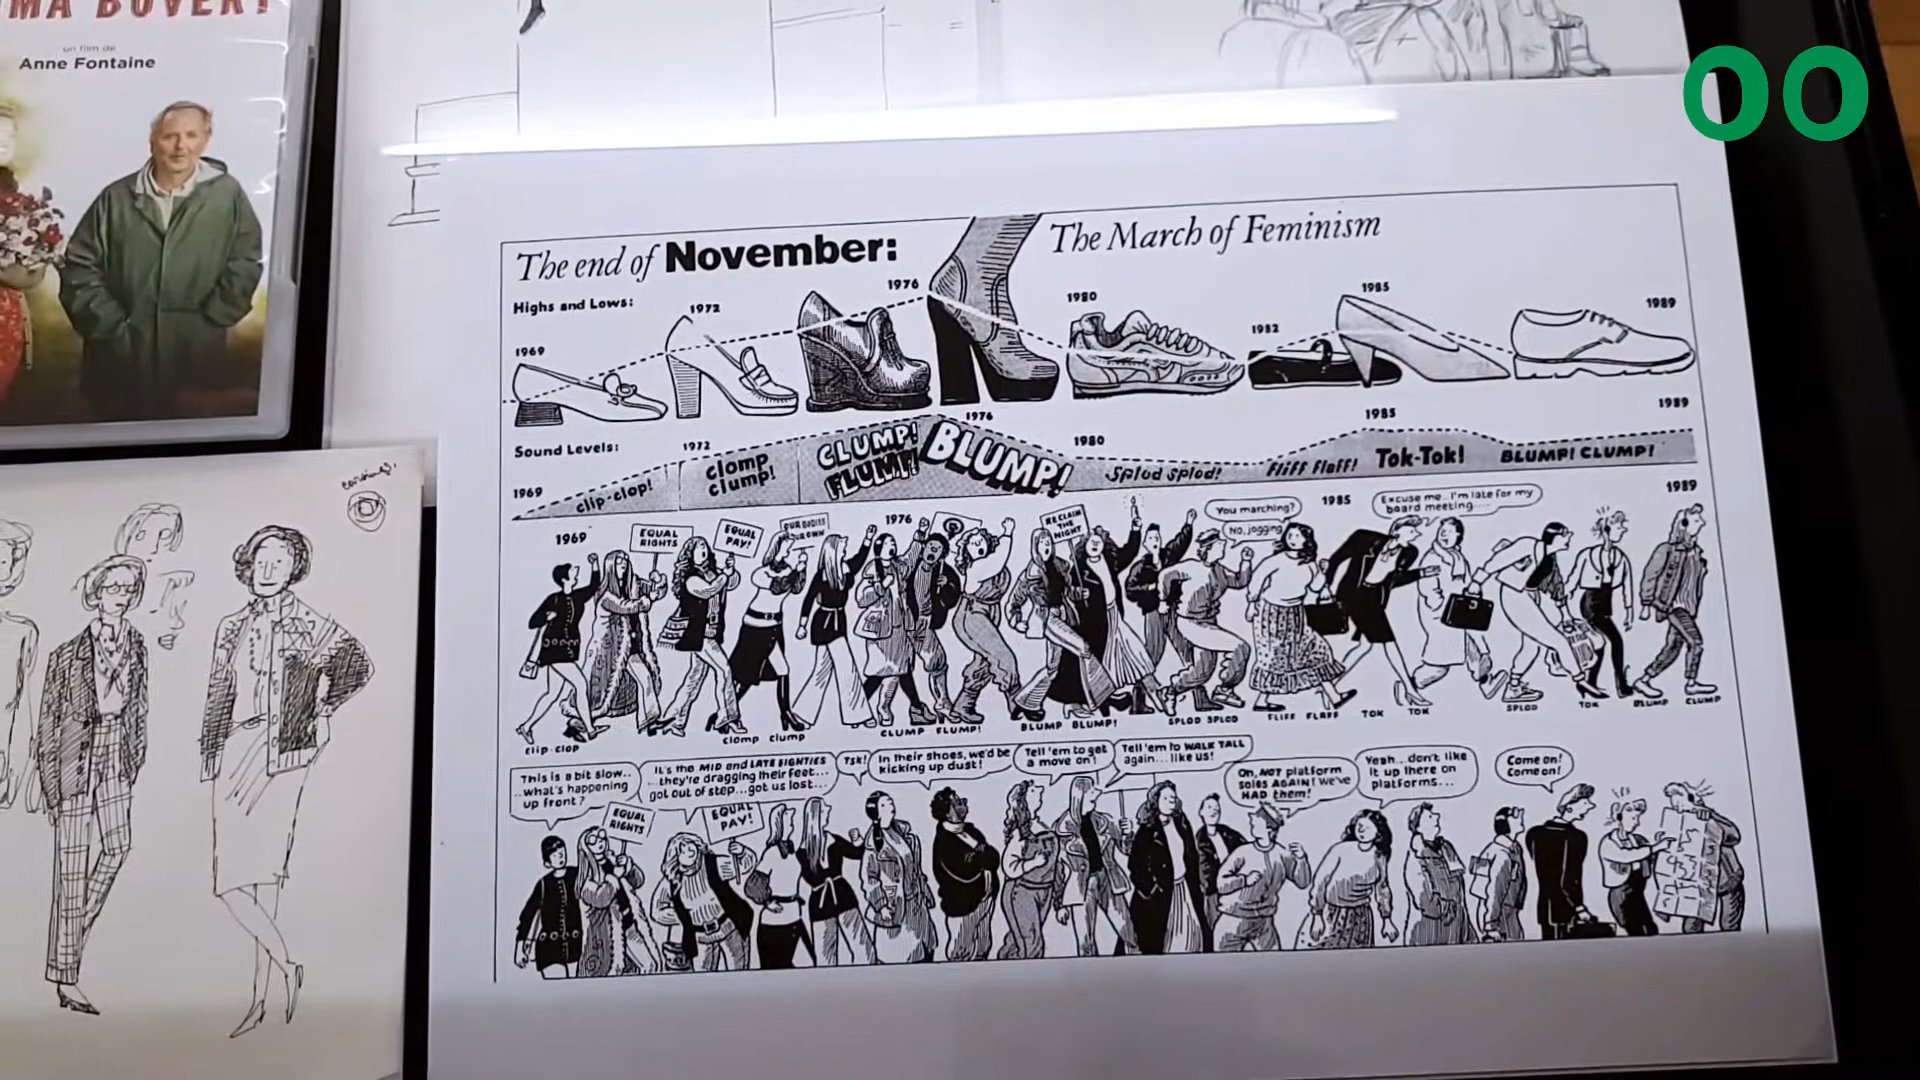 MA BOVERY
un film de
Anne Fontaine
00
The end of November:
The March of Feminism
Highs and Lows:
1969
1972
1976
1980
1982
1985
1989
Sound Levels:
1969
1972
1976
1980
1985
1989
clip-clop!
clomp
clump!
CLUMP!
FLUMP!
BLUMP!
Splod Splod!
Fliff Flaff!
Tok-Tok!
BLUMP! CLUMP!
1969
EQUAL
RIGHTS
EQUAL
PAY!
OUR BODIES
OUR OWN
1976
RECLAIM
THE
NIGHT
You marching?
No, jogging
1985
Excuse me...I'm late for my
board meeting....
1989
clip-clop
clomp clump
CLUMP FLUMP!
BLUMP BLUMP!
SPLOD SPLOD
FLIFF FLAFF
TOK
TOK
SPLOD
TOK
BLUMP
CLUMP
This is a bit slow..
..what's happening
up front?
It's the MID and LATE EIGHTIES
...they're dragging their feet...
got out of step...got us lost...
Tsk!
In their shoes, we'd be
kicking up dust!
Tell 'em to get
a move on!
Tell 'em to WALK TALL
again...like us!
Oh, NOT platform
soles AGAIN! We've
HAD them!
Yeah.. don't like
it up there on
platforms...
Come on!
Come on!
EQUAL
RIGHTS
EQUAL
PAY!